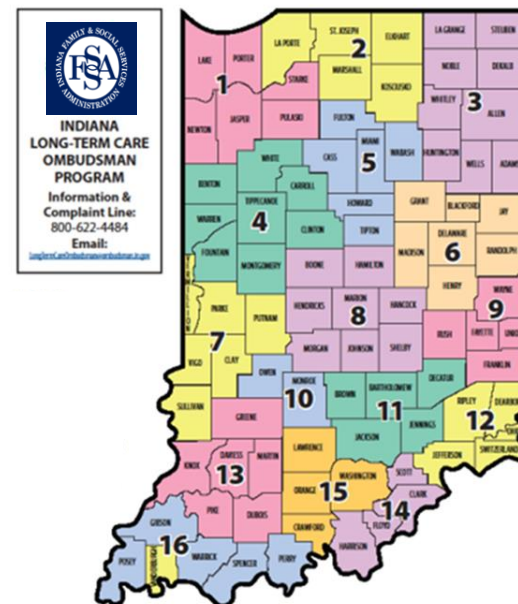 INDIANA FAMILY & SOCIAL SERVICES ADMINISTRATION
FSSA
INDIANA
LONG-TERM CARE
OMBUDSMAN
PROGRAM
Information &
Complaint Line:
800-622-4484
Email:
LA PORTE
ST. JOSEPH
ELKHART
LA GRANGE
STEUBEN
LAKE
PORTER
1
2
MARSHALL
KOSCIUSKO
NOBLE
DEKALB
STARKE
3
WHITLEY
ALLEN
NEWTON
JASPER
PULASKI
FULTON
CASS
MIAMI
5
WABASH
HUNTINGTON
WELLS
ADAMS
WHITE
BENTON
CARROLL
TIPPECANOE
4
HOWARD
GRANT
BLACKFORD
JAY
WARREN
CLINTON
TIPTON
MADISON
DELAWARE
6
RANDOLPH
FOUNTAIN
MONTGOMERY
BOONE
HAMILTON
HENRY
WAYNE
9
PARKE
PUTNAM
HENDRICKS
MARION
8
HANCOCK
RUSH
FAYETTE
7
VIGO
CLAY
MORGAN
JOHNSON
SHELBY
FRANKLIN
OWEN
MONROE
10
BROWN
BARTHOLOMEW
DECATUR
11
SULLIVAN
GREENE
JACKSON
JENNINGS
RIPLEY
12
JEFFERSON
KNOX
DAVIESS
13
MARTIN
LAWRENCE
WASHINGTON
SCOTT
ORANGE
15
CLARK
14
PIKE
DUBOIS
CRAWFORD
FLOYD
HARRISON
GIBSON
16
POSEY
VANDERBURGH
WARRICK
SPENCER
PERRY